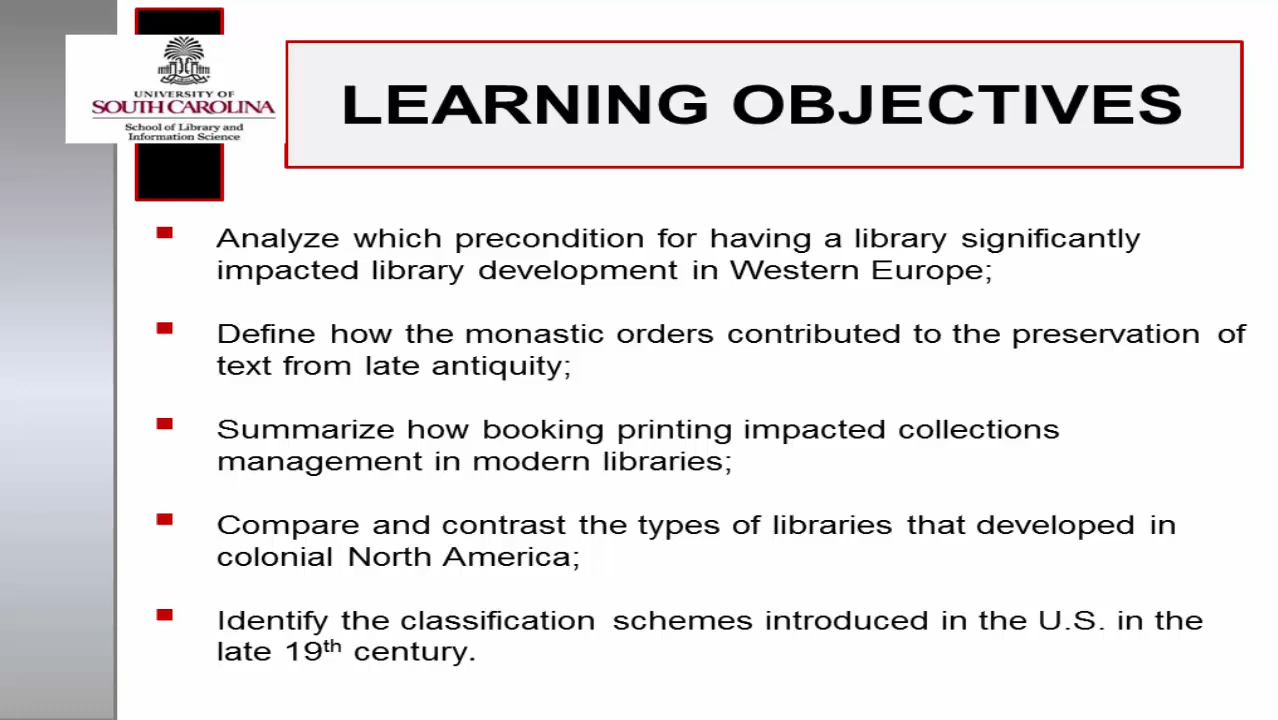 UNIVERSITY OF
SOUTH CAROLINA
School of Library and
Information Science
LEARNING OBJECTIVES
Analyze which precondition for having a library significantly
impacted library development in Western Europe;
Define how the monastic orders contributed to the preservation of
text from late antiquity;
Summarize how booking printing impacted collections
management in modern libraries;
Compare and contrast the types of libraries that developed in
colonial North America;
Identify the classification schemes introduced in the U.S. in the
late 19th century.